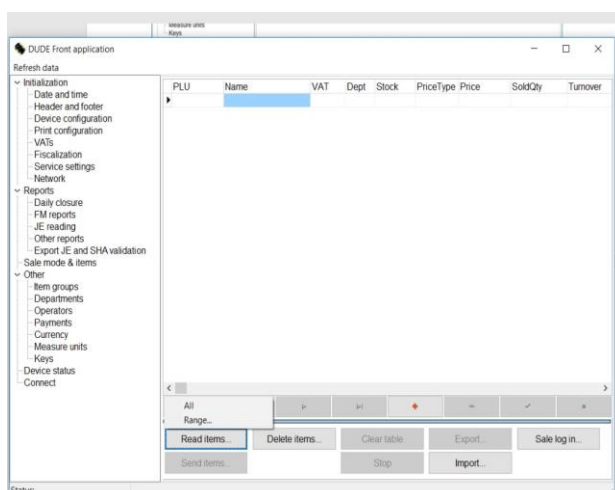 Measure units
Keys
DUDE Front application
Refresh data
Initialization
Date and time
Header and footer
Device configuration
Print configuration
VATs
Fiscalization
Service settings
Network
Reports
Daily closure
FM reports
JE reading
Other reports
Export JE and SHA validation
Sale mode & items
Other
Item groups
Departments
Operators
Payments
Currency
Measure units
Keys
Device status
Connect
PLU Name VAT Dept Stock PriceType Price SoldQty Turnover
All
Range...
Read items... Delete items... Clear table Export... Sale log in...
Send items... Stop Import...
Status: